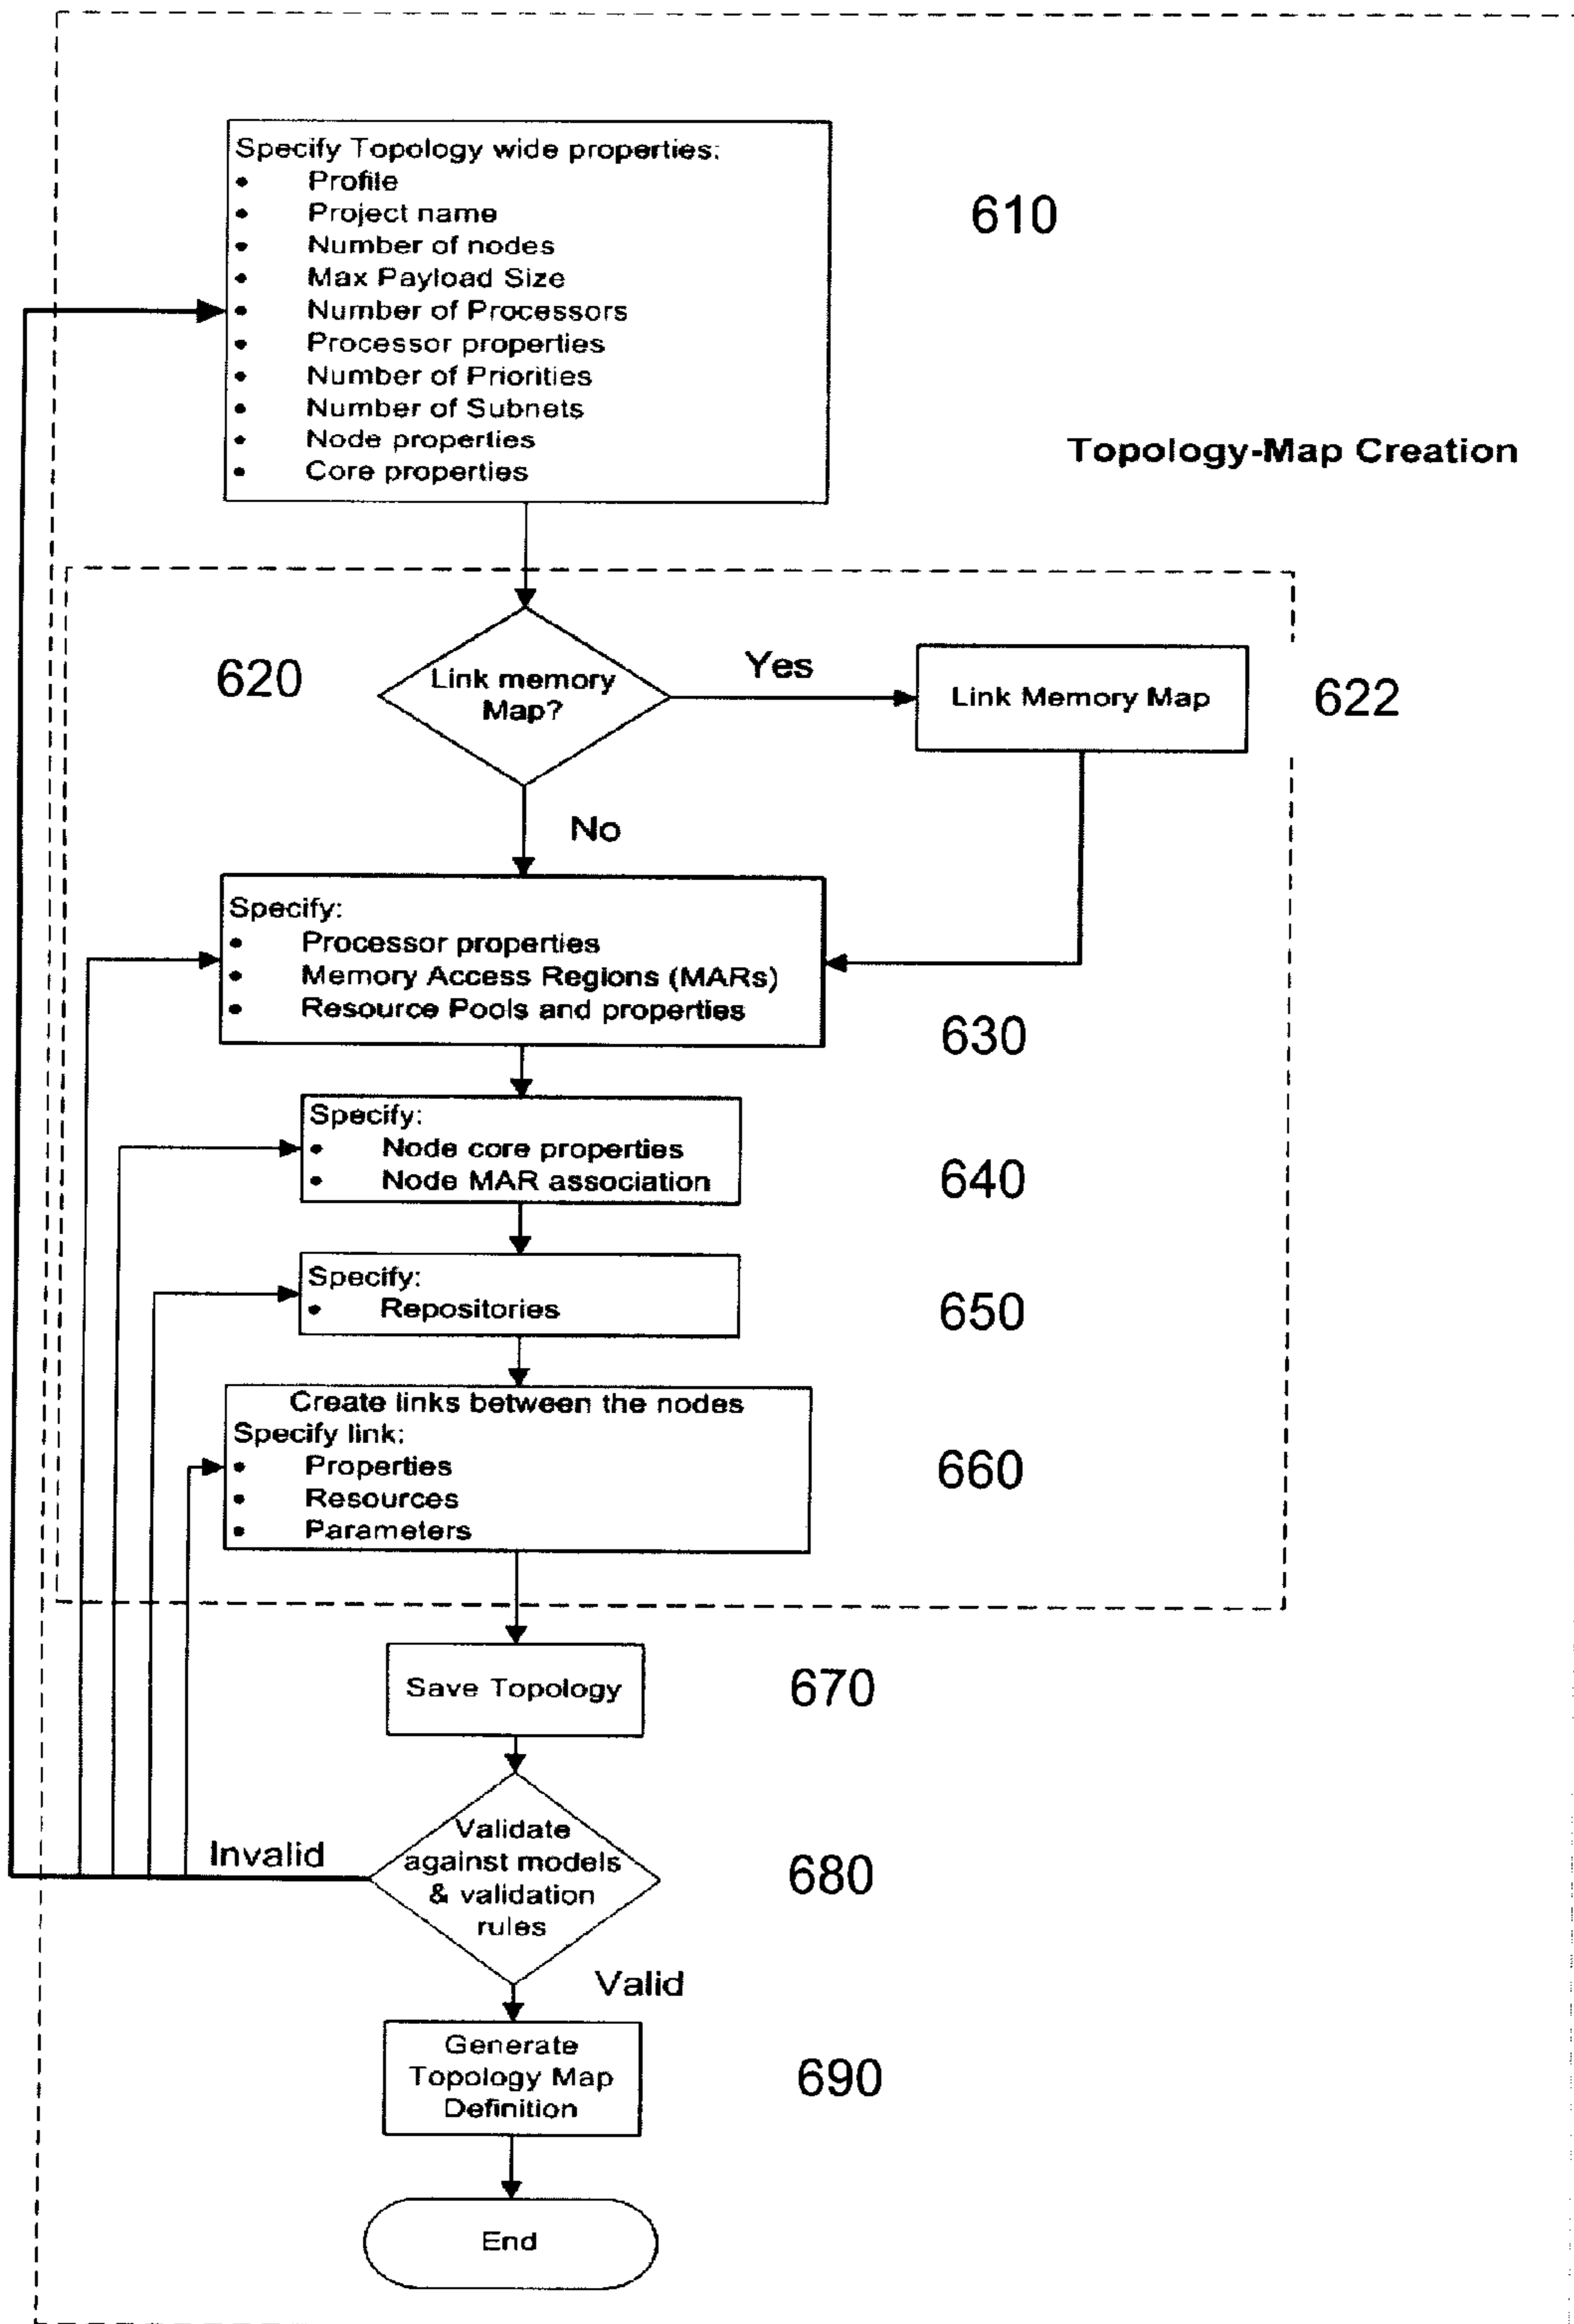 Specify Topology wide properties:
• Profile
• Project name
• Number of nodes
• Max Payload Size
• Number of Processors
• Processor properties
• Number of Priorities
• Number of Subnets
• Node properties
• Core properties
610
Topology-Map Creation
620
Link memory
Map?
Yes
Link Memory Map
622
No
Specify:
• Processor properties
• Memory Access Regions (MARs)
• Resource Pools and properties
630
Specify:
• Node core properties
• Node MAR association
640
Specify:
• Repositories
650
Create links between the nodes
Specify link:
• Properties
• Resources
• Parameters
660
Save Topology
670
Invalid
Validate
against models
& validation
rules
680
Valid
Generate
Topology Map
Definition
690
End